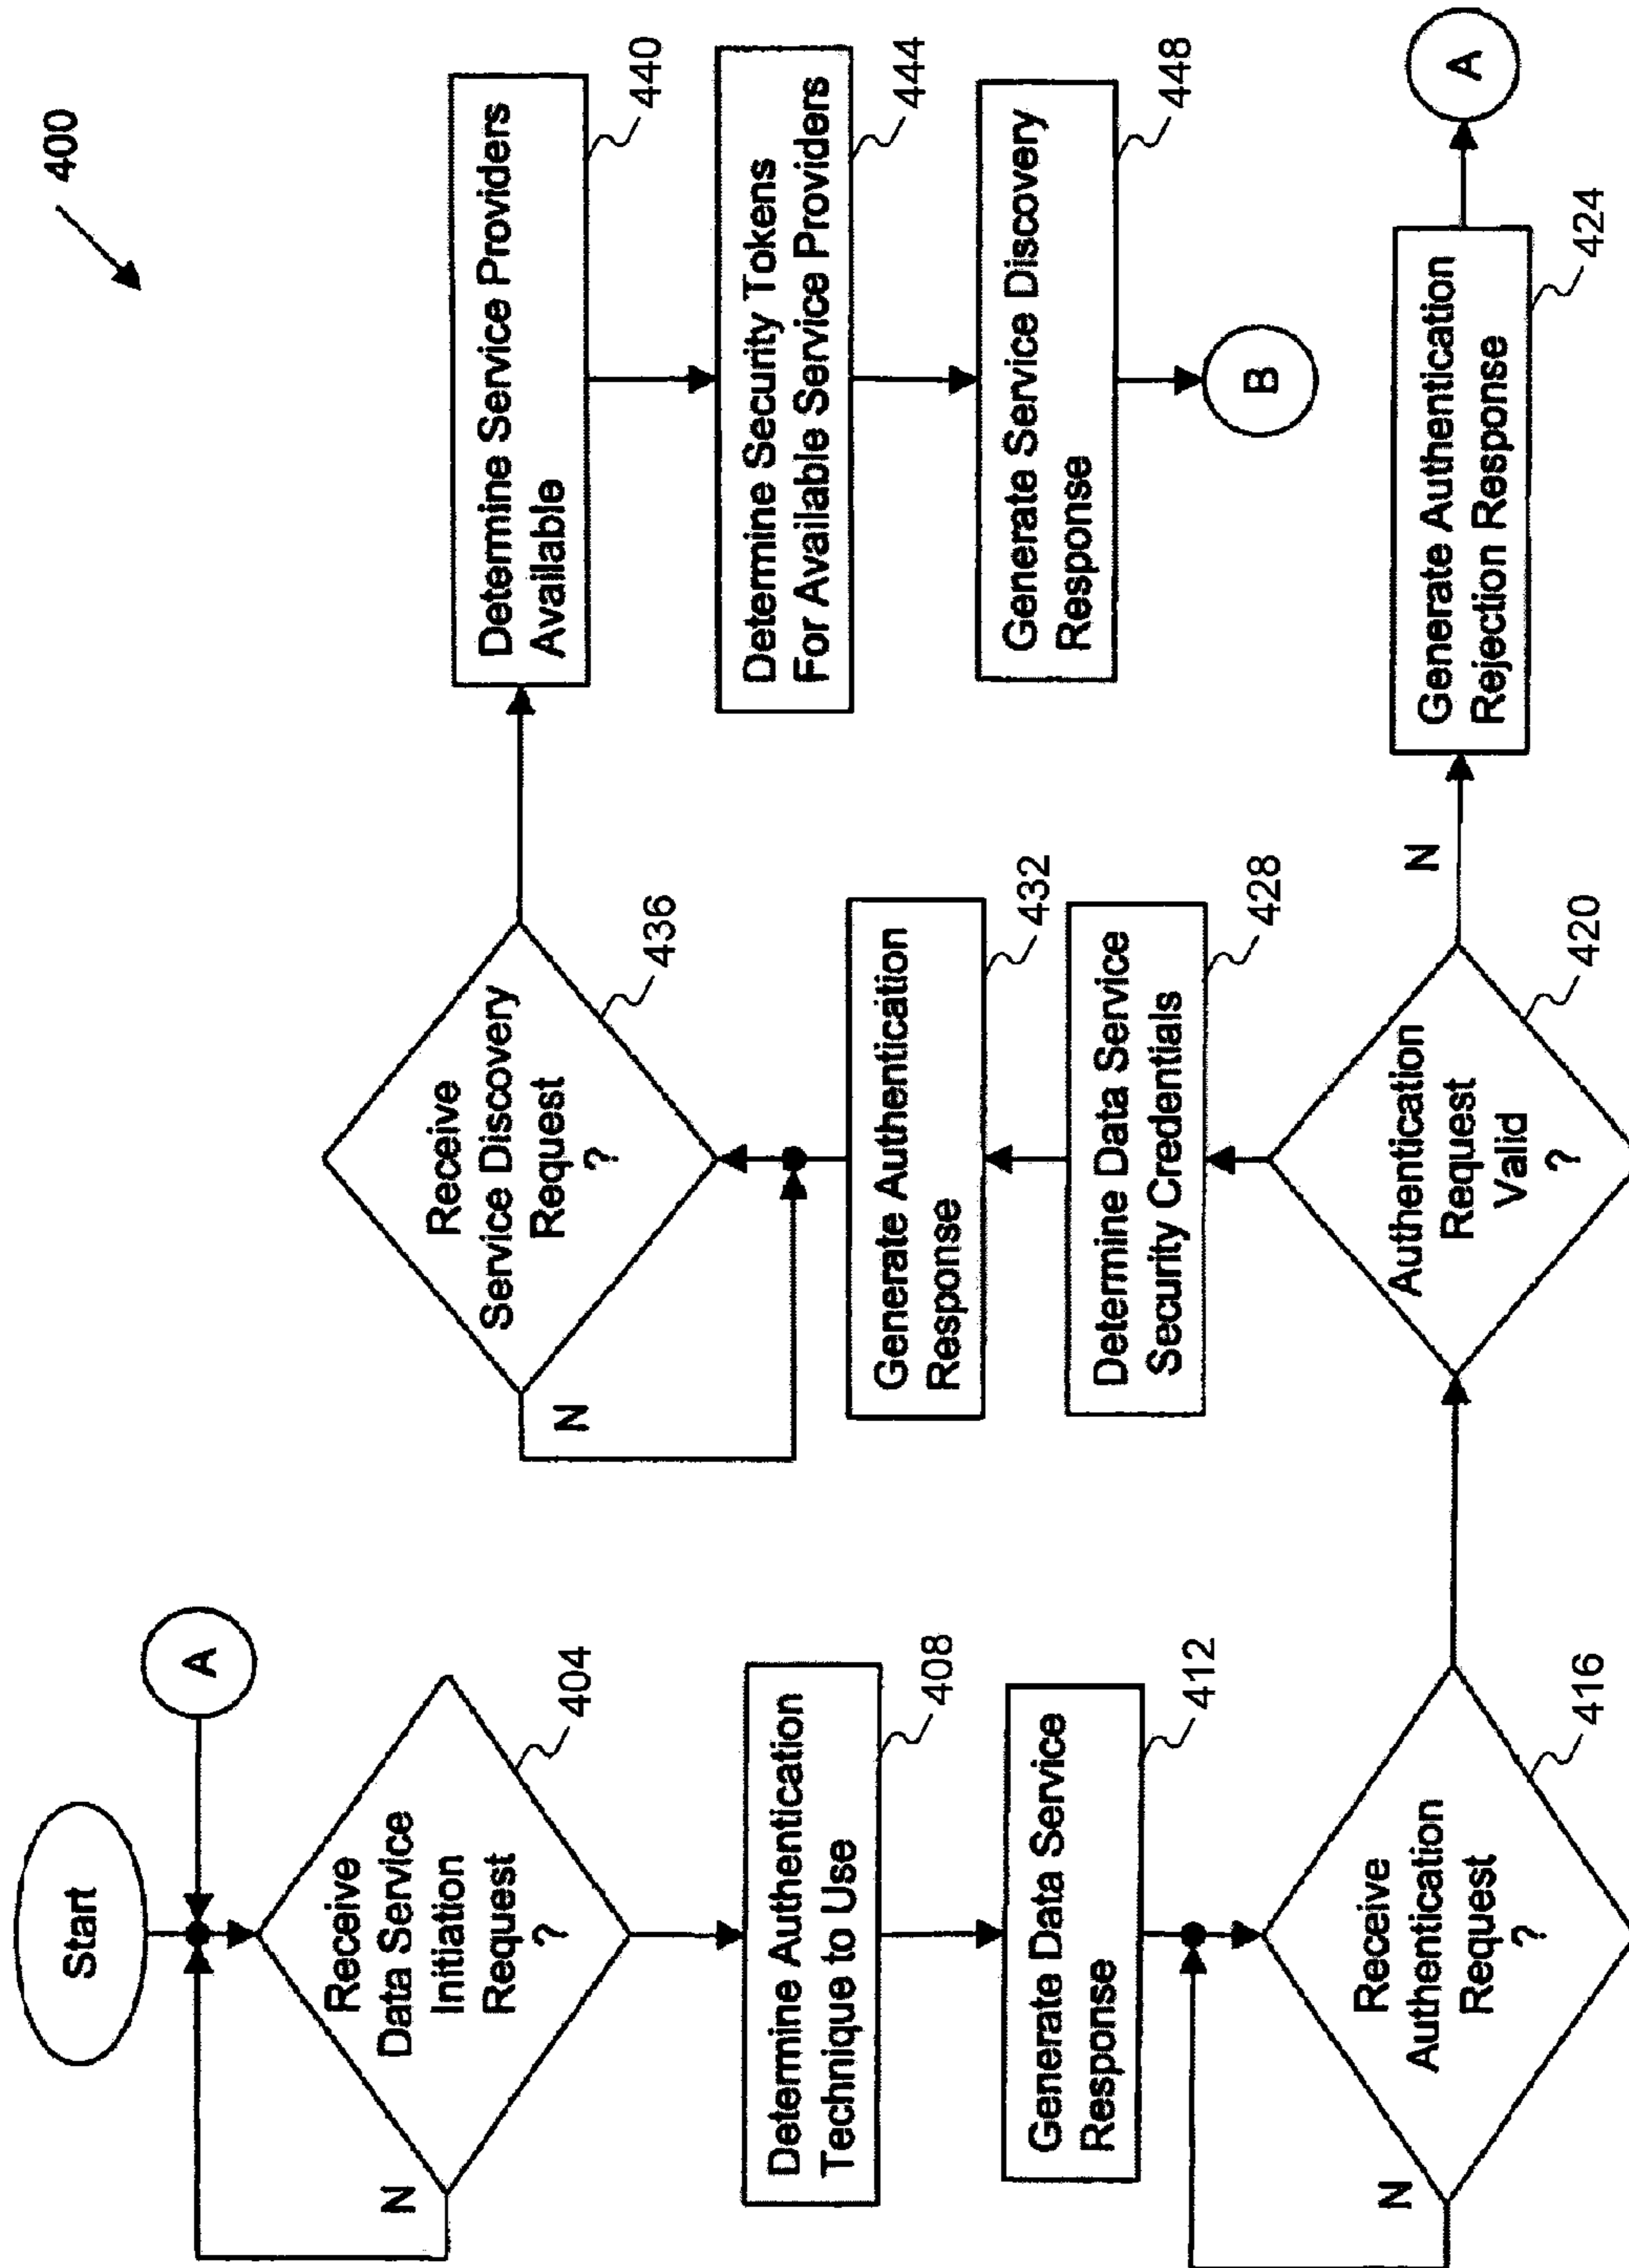 400
Start
A
Receive
Data Service
Initiation
Request
?
404
N
Determine Authentication
Technique to Use
408
Generate Data Service
Response
412
Receive
Authentication
Request
?
416
N
Authentication
Request
Valid
?
420
N
Generate Authentication
Rejection Response
424
A
Determine Data Service
Security Credentials
428
Generate Authentication
Response
432
Receive
Service Discovery
Request
?
436
N
Determine Service Providers
Available
440
Determine Security Tokens
For Available Service Providers
444
Generate Service Discovery
Response
448
B